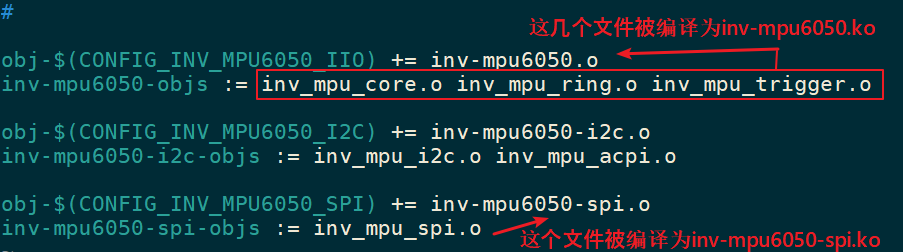 #
这几个文件被编译为inv-mpu6050.ko
obj-$(CONFIG_INV_MPU6050_IIO) += inv-mpu6050.o
inv-mpu6050-objs := inv_mpu_core.o inv_mpu_ring.o inv_mpu_trigger.o
obj-$(CONFIG_INV_MPU6050_I2C) += inv-mpu6050-i2c.o
inv-mpu6050-i2c-objs := inv_mpu_i2c.o inv_mpu_acpi.o
obj-$(CONFIG_INV_MPU6050_SPI) += inv-mpu6050-spi.o
inv-mpu6050-spi-objs := inv_mpu_spi.o
这个文件被编译为inv-mpu6050-spi.ko